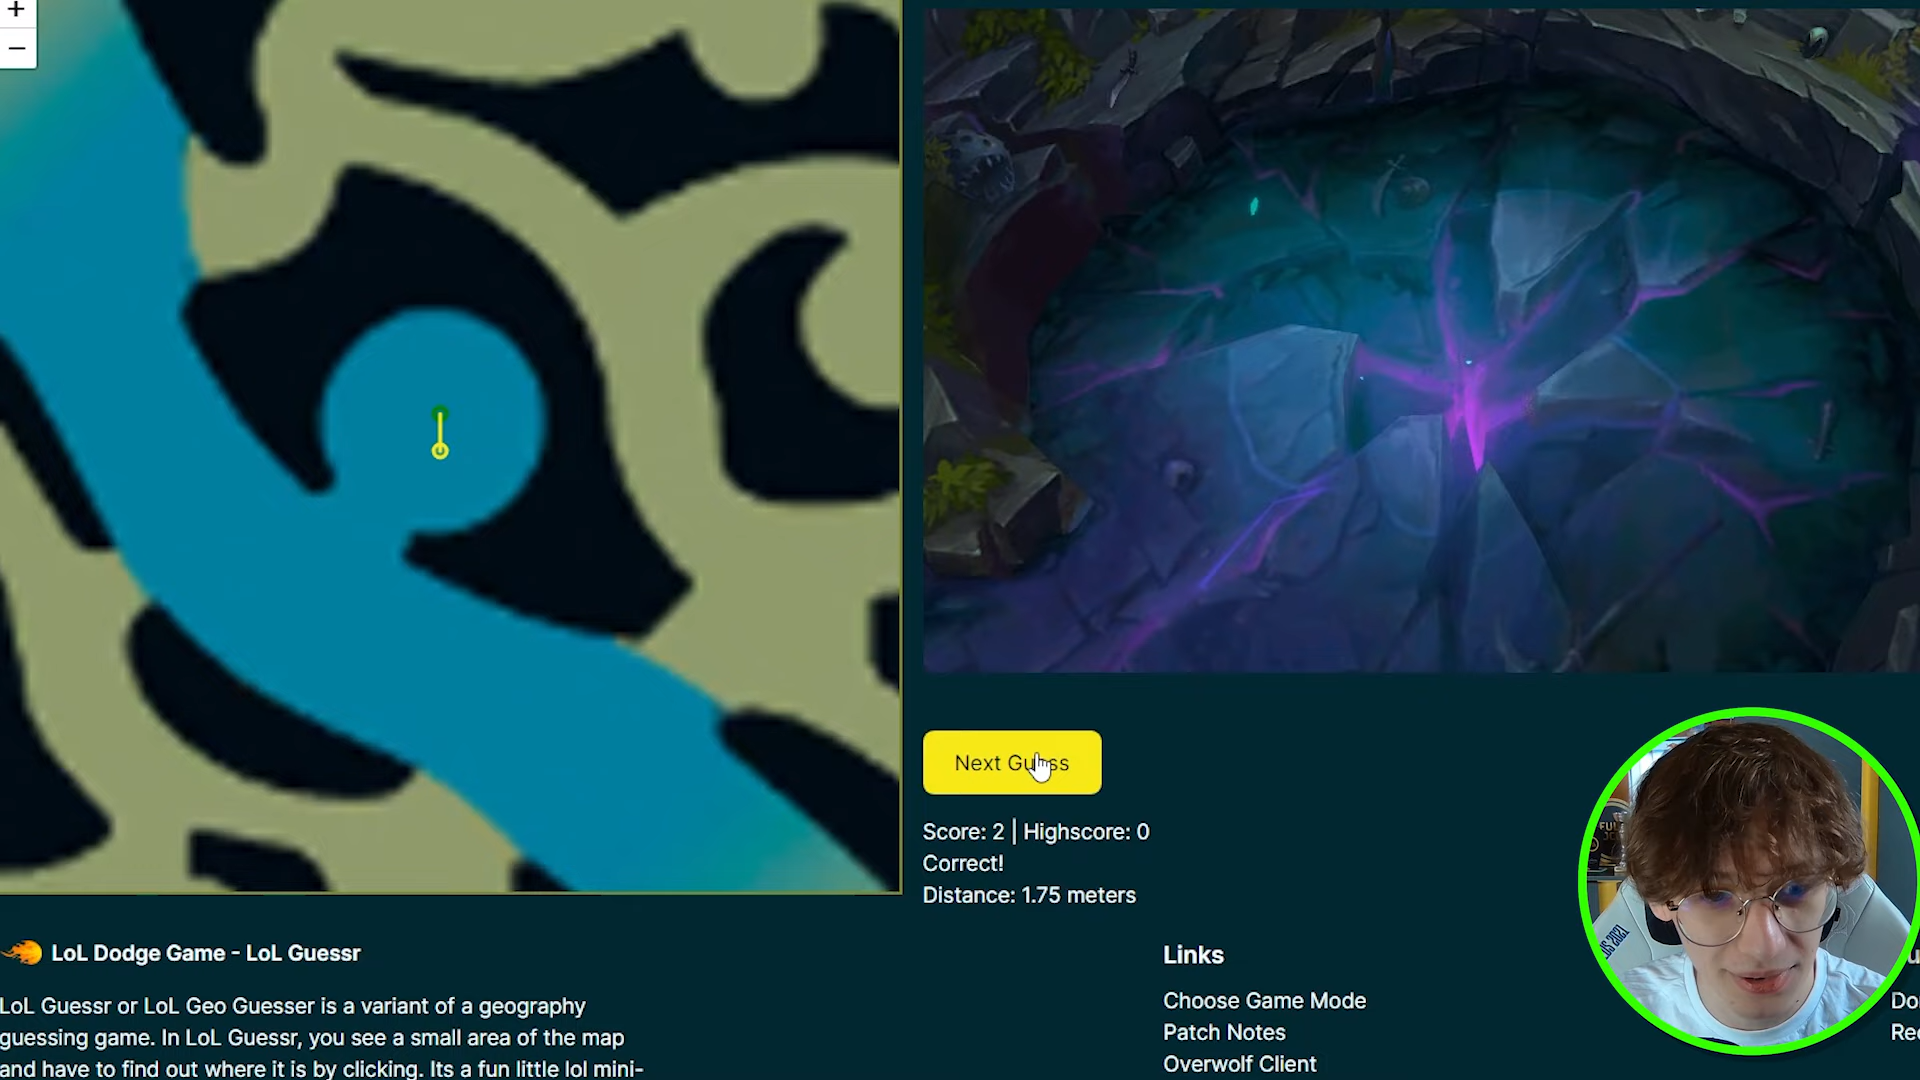 +
−
Next Guess
Score: 2 | Highscore: 0
Correct!
Distance: 1.75 meters
LoL Dodge Game - LoL Guessr
LoL Guessr or LoL Geo Guesser is a variant of a geography
guessing game. In LoL Guessr, you see a small area of the map
and have to find out where it is by clicking. Its a fun little lol mini-
Links
Choose Game Mode
Patch Notes
Overwolf Client